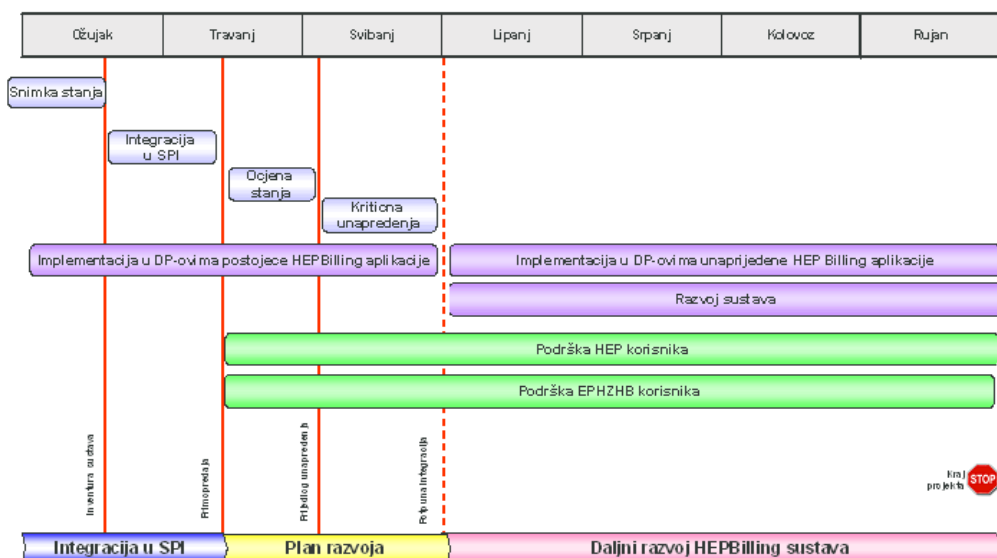 Ožujak
Travanj
Svibanj
Lipanj
Srpanj
Kolovoz
Rujan
Snimka stanja
Integracija
u SPI
Ocjena
stanja
Kriticna
unapredenja
Implementacija u DP-ovima postojece HEPBilling aplikacije
Implementacija u DP-ovima unaprijedene HEP Billing aplikacije
Razvoj sustava
Podrška HEP korisnika
Podrška EPHZHB korisnika
Inventura sustava
Primopredaja
Prijedlog unapredenja
Potpuna integracija
Kraj
projekta
STOP
Integracija u SPI
Plan razvoja
Daljni razvoj HEPBilling sustava